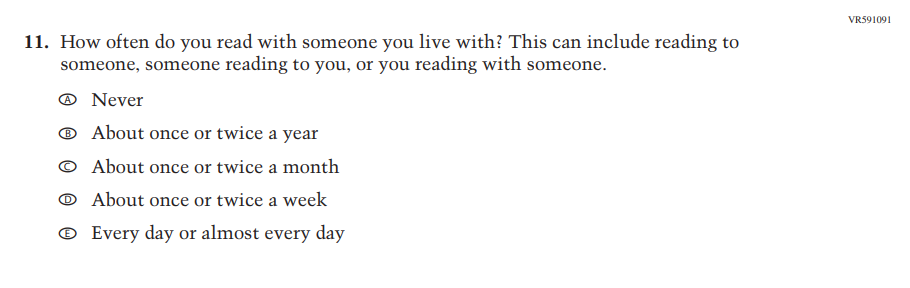 VR591091
11. How often do you read with someone you live with? This can include reading to
someone, someone reading to you, or you reading with someone.
Ⓐ Never
Ⓑ About once or twice a year
Ⓒ About once or twice a month
Ⓓ About once or twice a week
Ⓔ Every day or almost every day